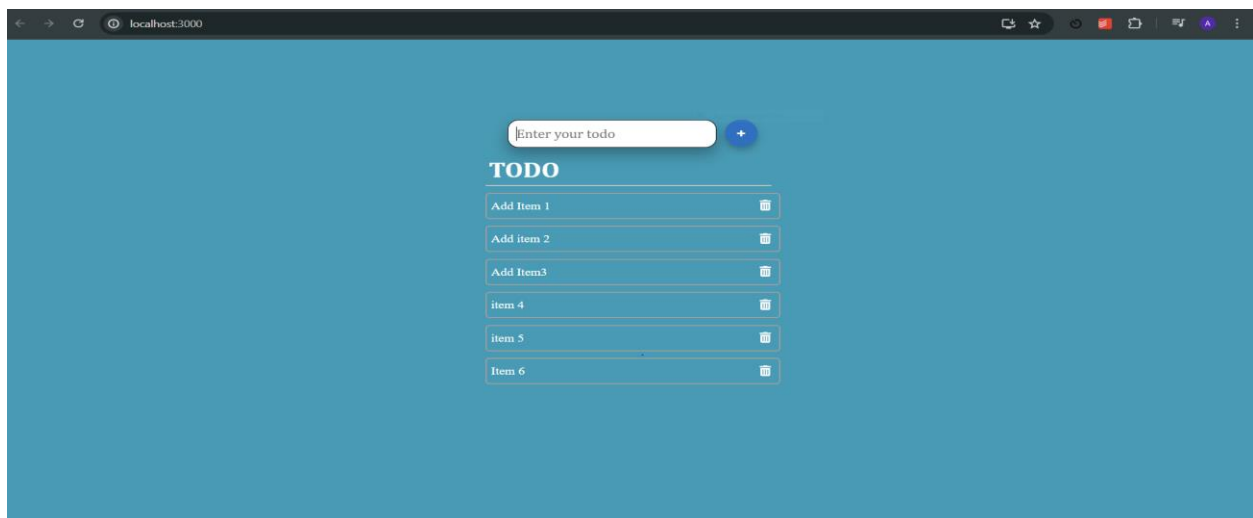 localhost:3000
A
Enter your todo
+
TODO
Add Item 1
Add item 2
Add Item3
item 4
item 5
Item 6